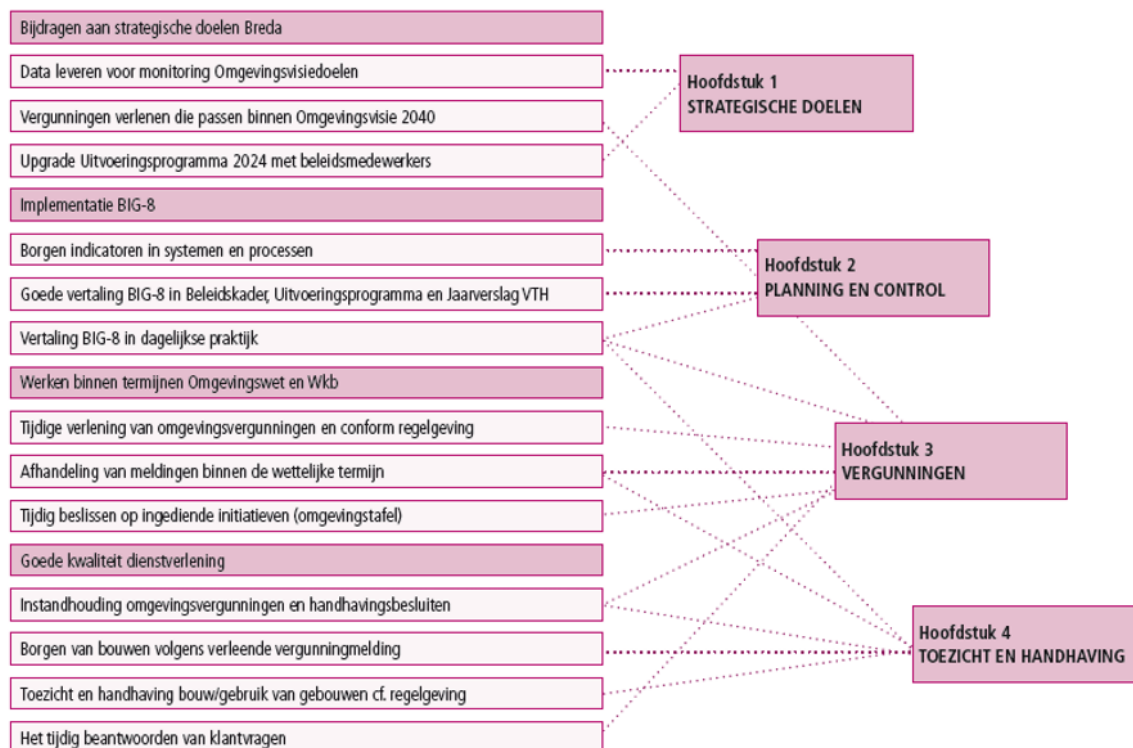 Bijdragen aan strategische doelen Breda
Data leveren voor monitoring Omgevingsvisiedoelen
Vergunningen verlenen die passen binnen Omgevingsvisie 2040
Upgrade Uitvoeringsprogramma 2024 met beleidsmedewerkers
Implementatie BIG-8
Borgen indicatoren in systemen en processen
Goede vertaling BIG-8 in Beleidskader, Uitvoeringsprogramma en Jaarverslag VTH
Vertaling BIG-8 in dagelijkse praktijk
Werken binnen termijnen Omgevingswet en Wkb
Tijdige verlening van omgevingsvergunningen en conform regelgeving
Afhandeling van meldingen binnen de wettelijke termijn
Tijdig beslissen op ingediende initiatieven (omgevingstafel)
Goede kwaliteit dienstverlening
Instandhouding omgevingsvergunningen en handhavingsbesluiten
Borgen van bouwen volgens verleende vergunningmelding
Toezicht en handhaving bouw/gebruik van gebouwen cf. regelgeving
Het tijdig beantwoorden van klantvragen
Hoofdstuk 1
STRATEGISCHE DOELEN
Hoofdstuk 2
PLANNING EN CONTROL
Hoofdstuk 3
VERGUNNINGEN
Hoofdstuk 4
TOEZICHT EN HANDHAVING